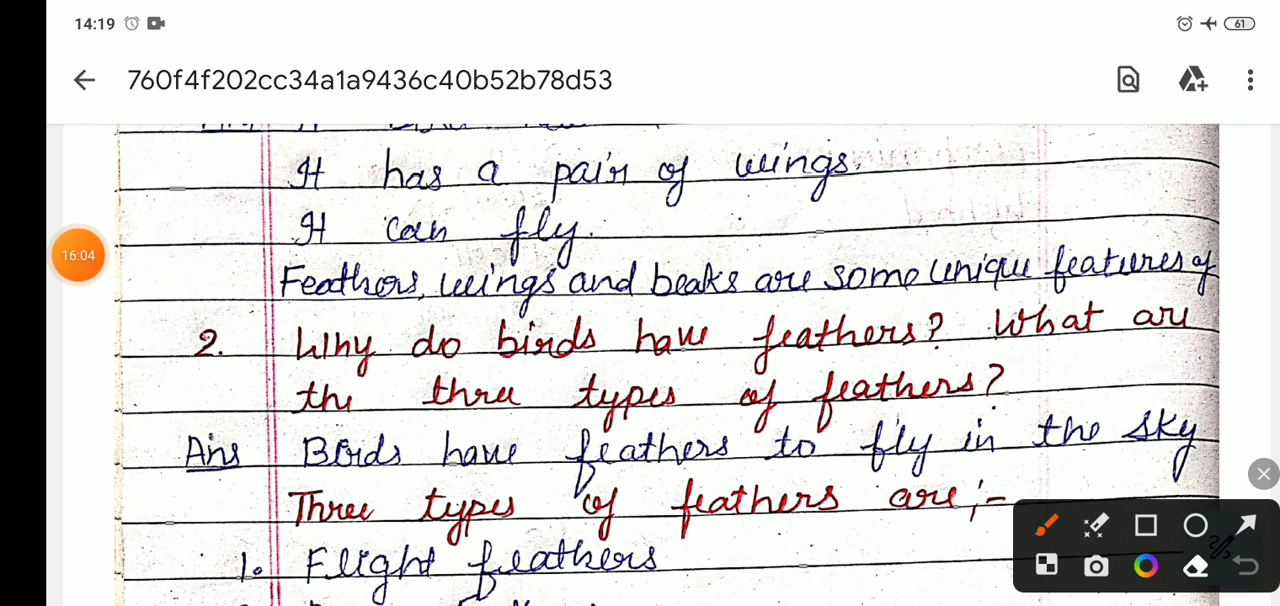 14:19
61
760f4f202cc34a1a9436c40b52b78d53
It has a pair of wings.
It can fly.
16:04
Feathers, wings and beaks are some unique features of
2. Why do birds have feathers? What are
the three types of feathers?
Ans Birds have feathers to fly in the sky
Three types of feathers are;-
1. Flight feathers